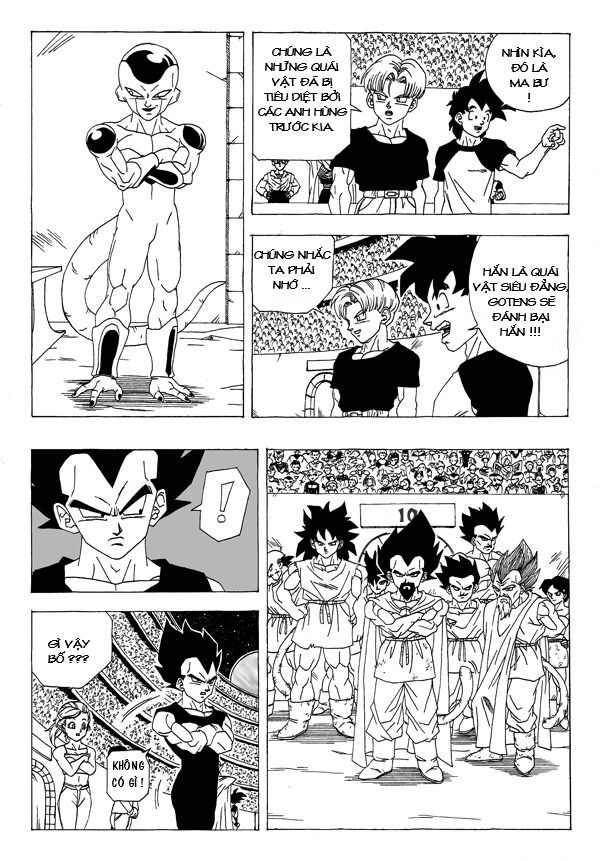 CHÚNG LÀ
NHỮNG QUÁI
VẬT ĐÃ BỊ
TIÊU DIỆT BỞI
CÁC ANH HÙNG
TRƯỚC KIA.
NHÌN KÌA,
ĐÓ LÀ
MA BƯ
!
CHÚNG NHẮC
TA PHẢI
NHỚ ...
HẮN LÀ QUÁI
VẬT SIÊU ĐẲNG,
GOTENS SẼ
ĐÁNH BẠI
HẮN !!!
!
10
GÌ VẬY
BỐ ???
KHÔNG
CÓ GÌ !